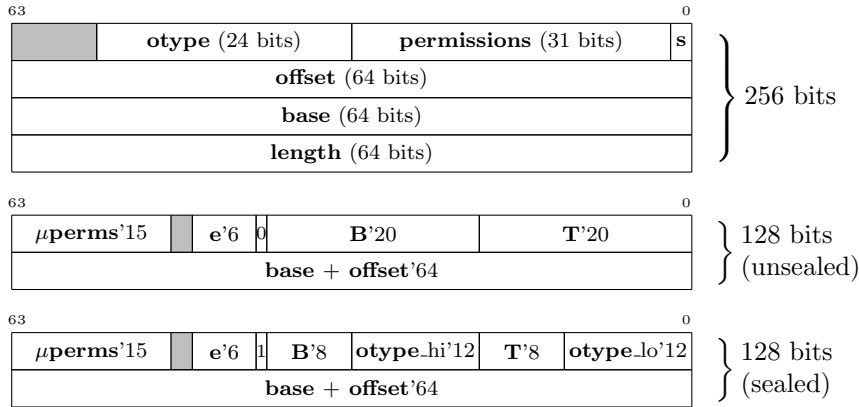 63 0
otype (24 bits) permissions (31 bits) s
offset (64 bits)
base (64 bits)
length (64 bits)
256 bits
63 0
μperms'15 e'6 0 B'20 T'20
base + offset'64
128 bits
(unsealed)
63 0
μperms'15 e'6 1 B'8 otype_hi'12 T'8 otype_lo'12
base + offset'64
128 bits
(sealed)